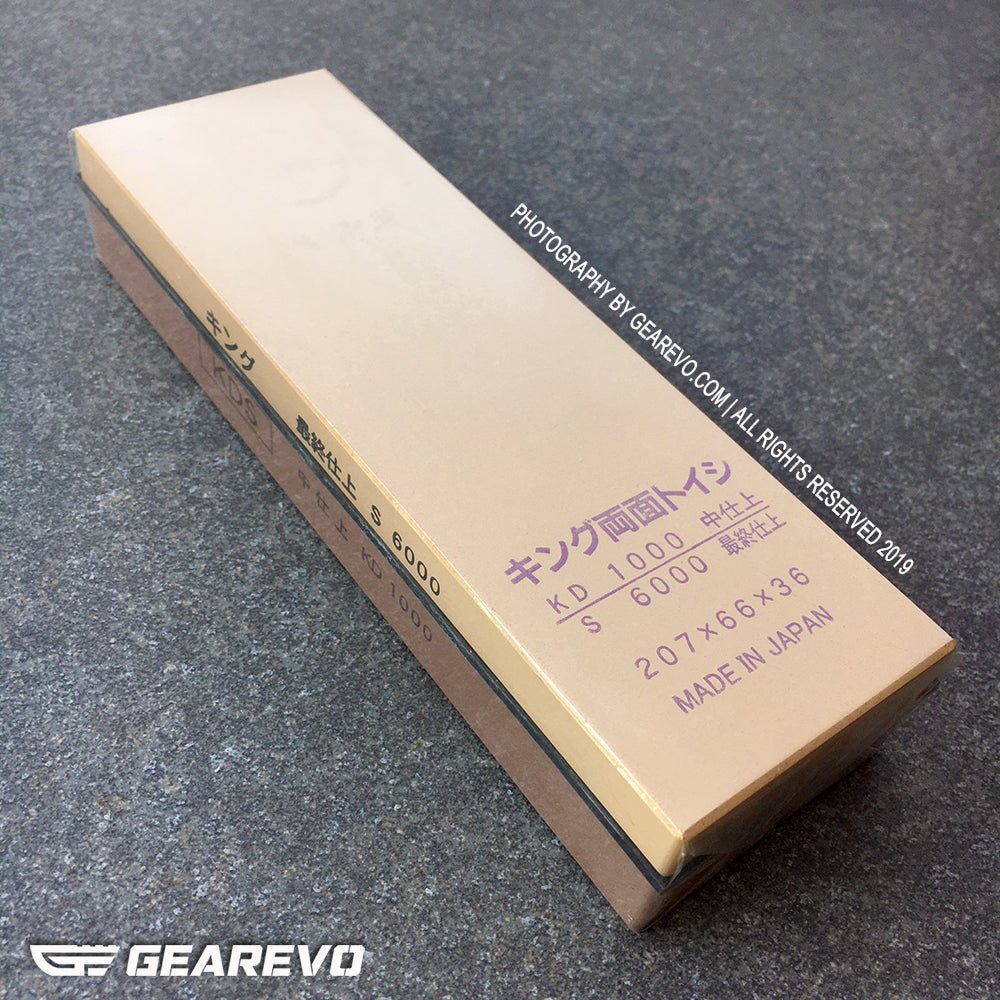 キング
KDS
最終仕上 S 6000
中仕上 KD 1000
キング両面トイシ
KD 1000 中仕上
S 6000 最終仕上
207×66×36
MADE IN JAPAN
PHOTOGRAPHY BY GEAREVO.COM | ALL RIGHTS RESERVED 2019
GEAREVO